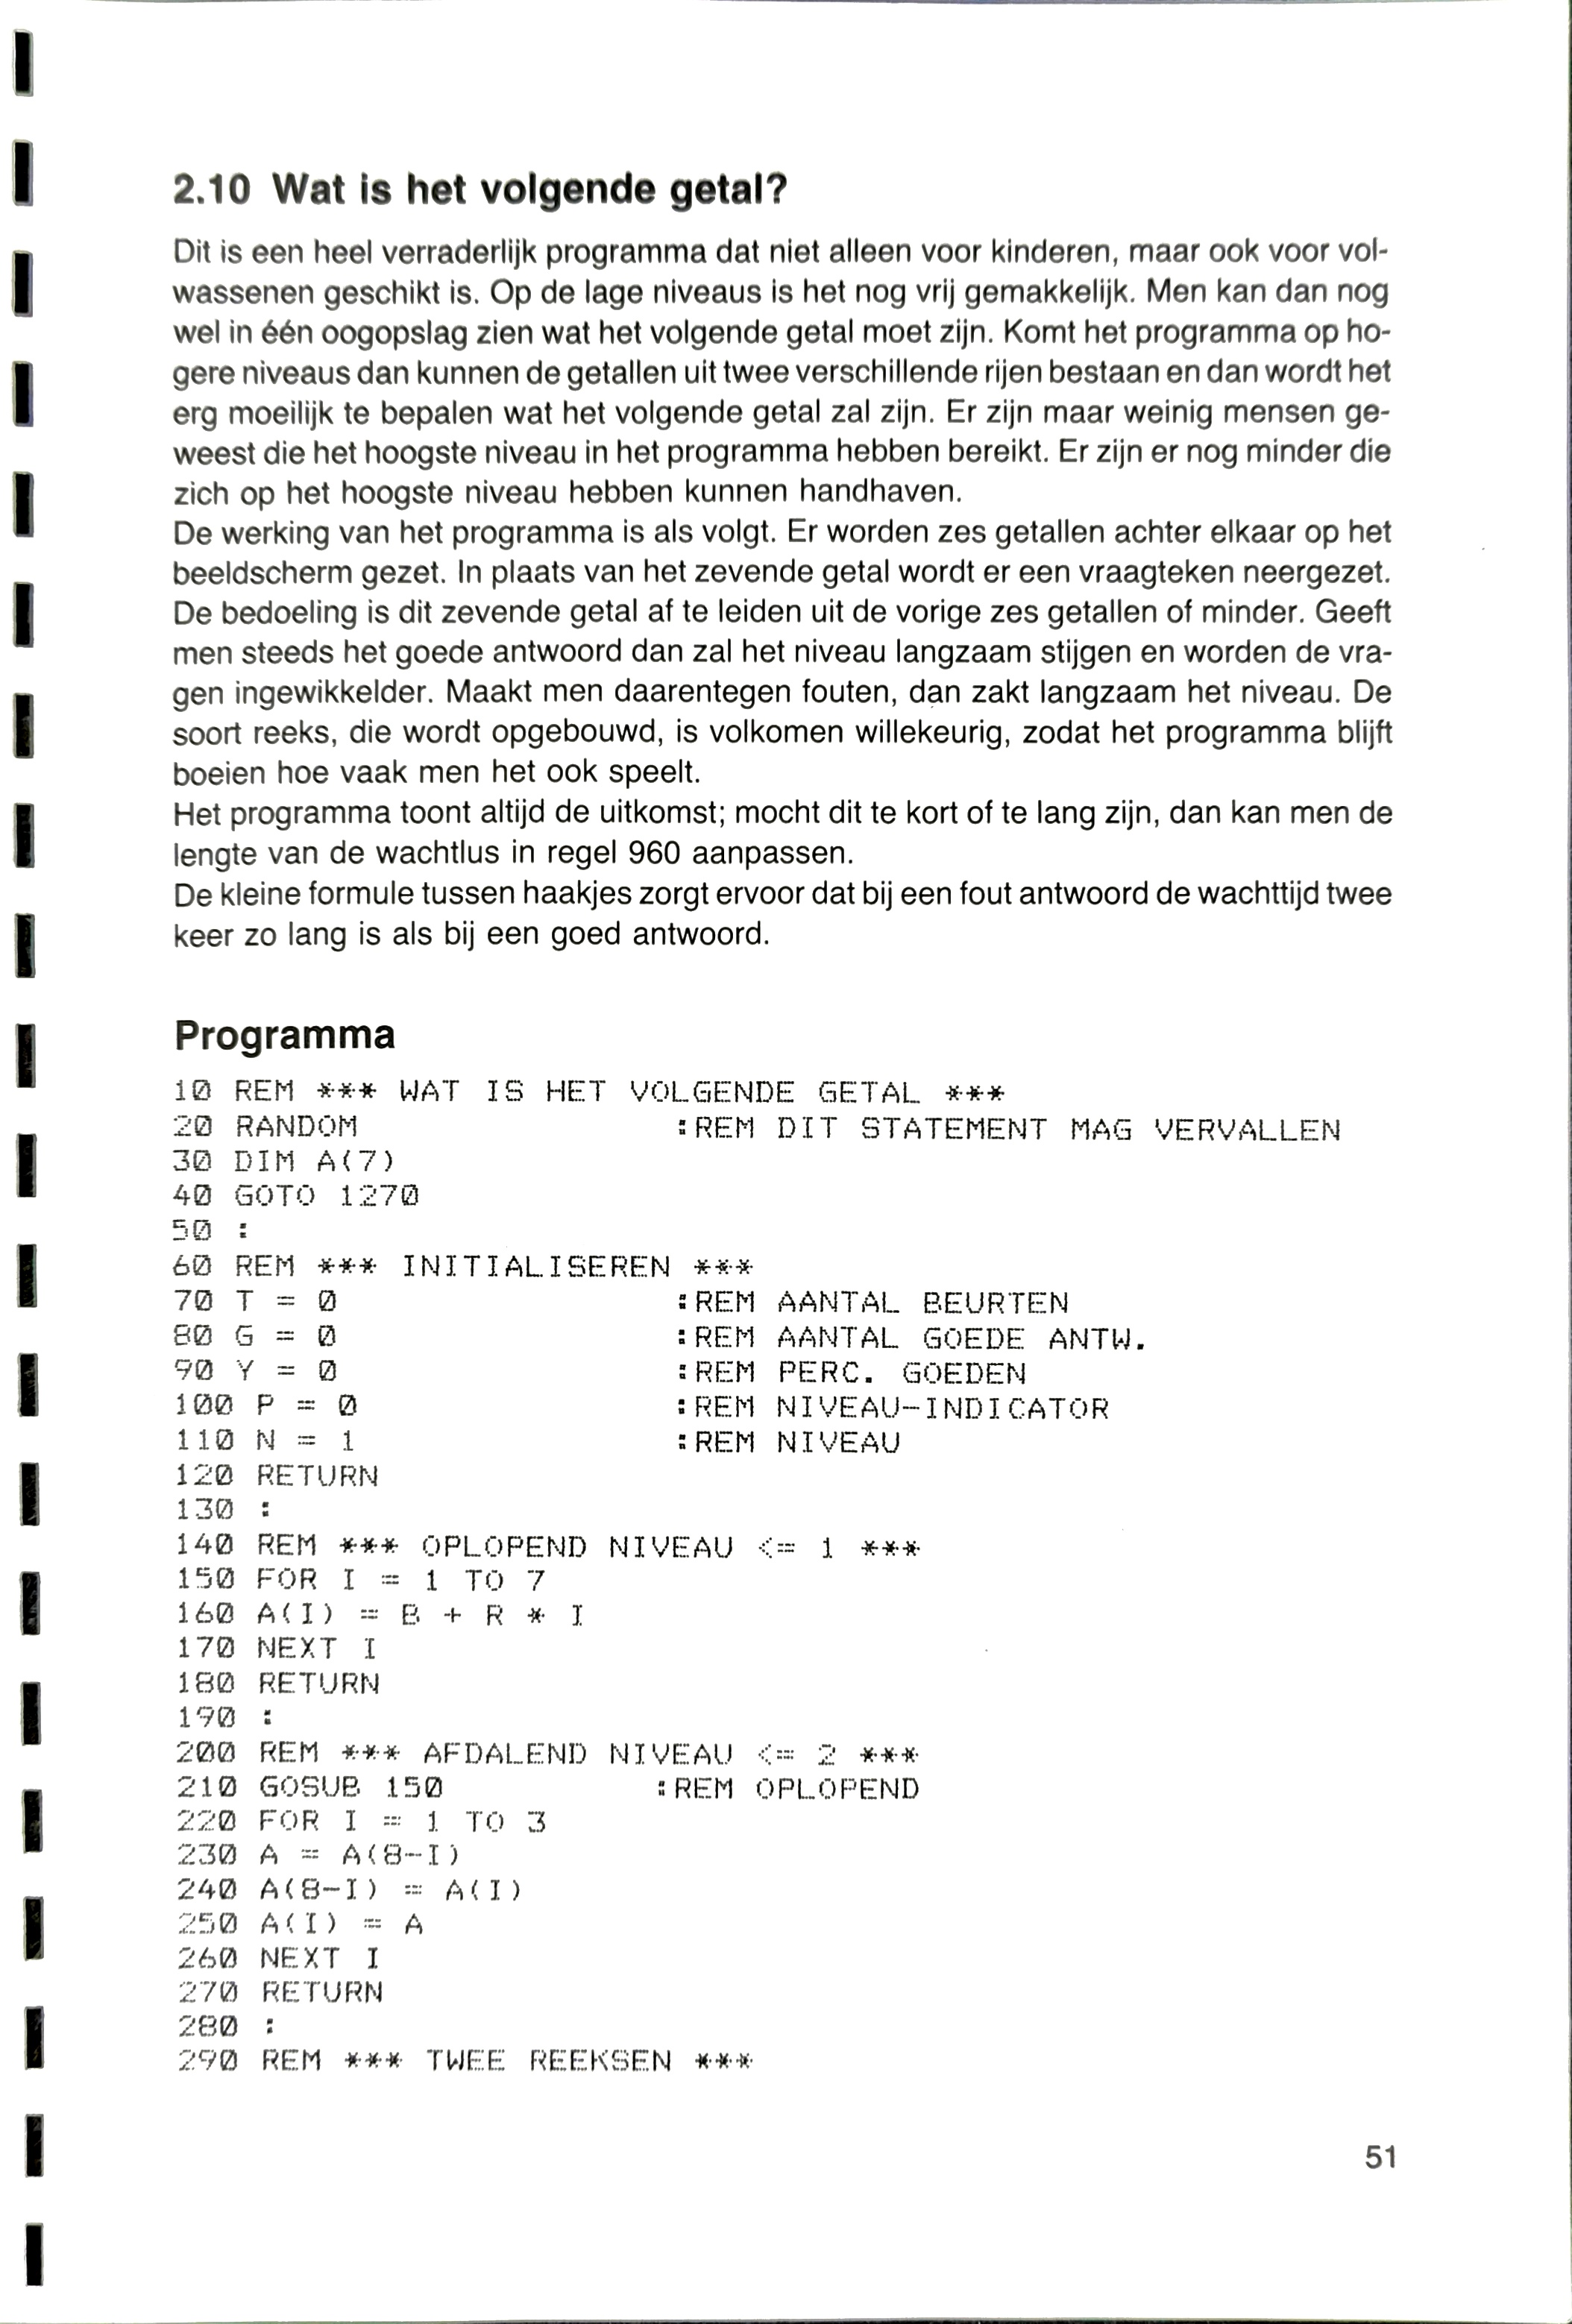 2.10 Wat is het volgende getal?
Dit is een heel verraderlijk programma dat niet alleen voor kinderen, maar ook voor vol-
wassenen geschikt is. Op de lage niveaus is het nog vrij gemakkelijk. Men kan dan nog
wel in één oogopslag zien wat het volgende getal moet zijn. Komt het programma op ho-
gere niveaus dan kunnen de getallen uit twee verschillende rijen bestaan en dan wordt het
erg moeilijk te bepalen wat het volgende getal zal zijn. Er zijn maar weinig mensen ge-
weest die het hoogste niveau in het programma hebben bereikt. Er zijn er nog minder die
zich op het hoogste niveau hebben kunnen handhaven.
De werking van het programma is als volgt. Er worden zes getallen achter elkaar op het
beeldscherm gezet. In plaats van het zevende getal wordt er een vraagteken neergezet.
De bedoeling is dit zevende getal af te leiden uit de vorige zes getallen of minder. Geeft
men steeds het goede antwoord dan zal het niveau langzaam stijgen en worden de vra-
gen ingewikkelder. Maakt men daarentegen fouten, dan zakt langzaam het niveau. De
soort reeks, die wordt opgebouwd, is volkomen willekeurig, zodat het programma blijft
boeien hoe vaak men het ook speelt.
Het programma toont altijd de uitkomst; mocht dit te kort of te lang zijn, dan kan men de
lengte van de wachtlus in regel 960 aanpassen.
De kleine formule tussen haakjes zorgt ervoor dat bij een fout antwoord de wachttijd twee
keer zo lang is als bij een goed antwoord.
Programma
10 REM *** WAT IS HET VOLGENDE GETAL ***
20 RANDOM :REM DIT STATEMENT MAG VERVALLEN
30 DIM A(7)
40 GOTO 1270
50 :
60 REM *** INITIALISEREN ***
70 T = 0 :REM AANTAL BEURTEN
80 G = 0 :REM AANTAL GOEDE ANTW.
90 Y = 0 :REM PERC. GOEDEN
100 P = 0 :REM NIVEAU-INDICATOR
110 N = 1 :REM NIVEAU
120 RETURN
130 :
140 REM *** OPLOPEND NIVEAU <= 1 ***
150 FOR I = 1 TO 7
160 A(I) = B + R * I
170 NEXT I
180 RETURN
190 :
200 REM *** AFDALEND NIVEAU <= 2 ***
210 GOSUB 150 :REM OPLOPEND
220 FOR I = 1 TO 3
230 A = A(8-I)
240 A(8-I) = A(I)
250 A(I) = A
260 NEXT I
270 RETURN
280 :
290 REM *** TWEE REEKSEN ***
51